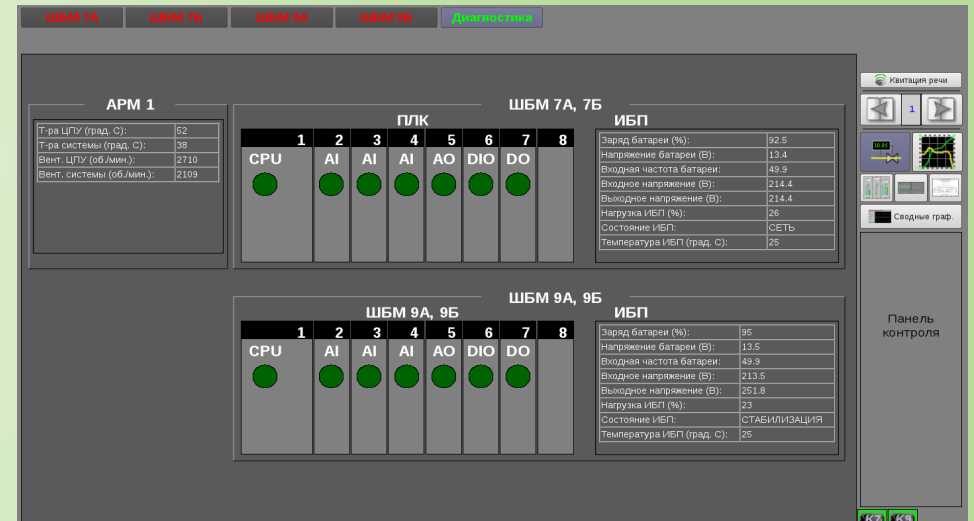 ШБМ 7А ШБМ 7Б ШБМ 9А ШБМ 9Б Диагностика
Квитация речи
1
Сводные граф.
Панель
контроля
К7 К9
АРМ 1
Т-ра ЦПУ (град. С): 52
Т-ра системы (град. С): 38
Вент. ЦПУ (об./мин.): 2710
Вент. системы (об./мин.): 2109
ШБМ 7А, 7Б
ПЛК
1 2 3 4 5 6 7 8
CPU AI AI AI AO DIO DO
ИБП
Заряд батареи (%): 92.5
Напряжение батареи (В): 13.4
Входная частота батареи: 49.9
Входное напряжение (В): 214.4
Выходное напряжение (В): 214.4
Нагрузка ИБП (%): 26
Состояние ИБП: СЕТЬ
Температура ИБП (град. С): 25
ШБМ 9А, 9Б
ШБМ 9А, 9Б
1 2 3 4 5 6 7 8
CPU AI AI AI AO DIO DO
ИБП
Заряд батареи (%): 95
Напряжение батареи (В): 13.5
Входная частота батареи: 49.9
Входное напряжение (В): 213.5
Выходное напряжение (В): 251.8
Нагрузка ИБП (%): 23
Состояние ИБП: СТАБИЛИЗАЦИЯ
Температура ИБП (град. С): 25